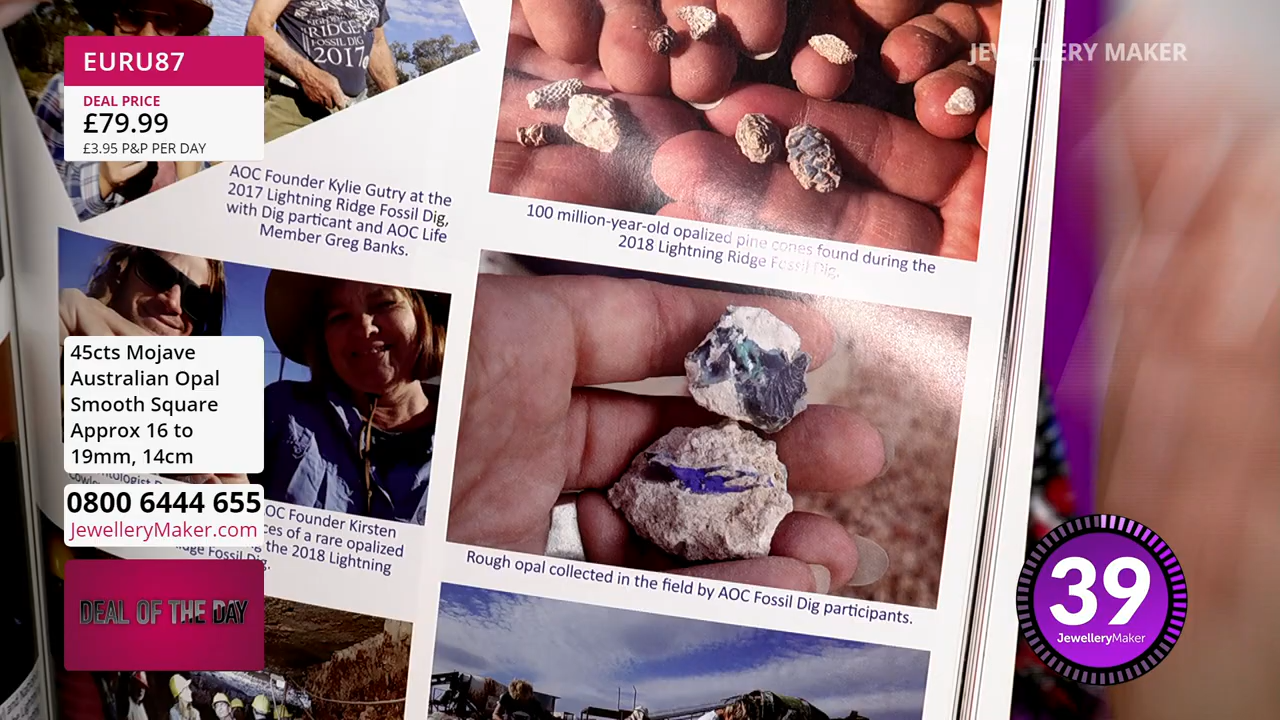 EURU87
DEAL PRICE
£79.99
£3.95 P&P PER DAY
45cts Mojave
Australian Opal
Smooth Square
Approx 16 to
19mm, 14cm
0800 6444 655
JewelleryMaker.com
DEAL OF THE DAY
RIDGE
FOSSIL DIG
2017
AOC Founder Kylie Gutry at the
2017 Lightning Ridge Fossil Dig,
with Dig particant and AOC Life
Member Greg Banks.
OC Founder Kirsten
ces of a rare opalized
the 2018 Lightning
Fossil Dig.
JEWELLERY MAKER
100 million-year-old opalized pine cones found during the
2018 Lightning Ridge Fossil Dig.
Rough opal collected in the field by AOC Fossil Dig participants.
39
JewelleryMaker